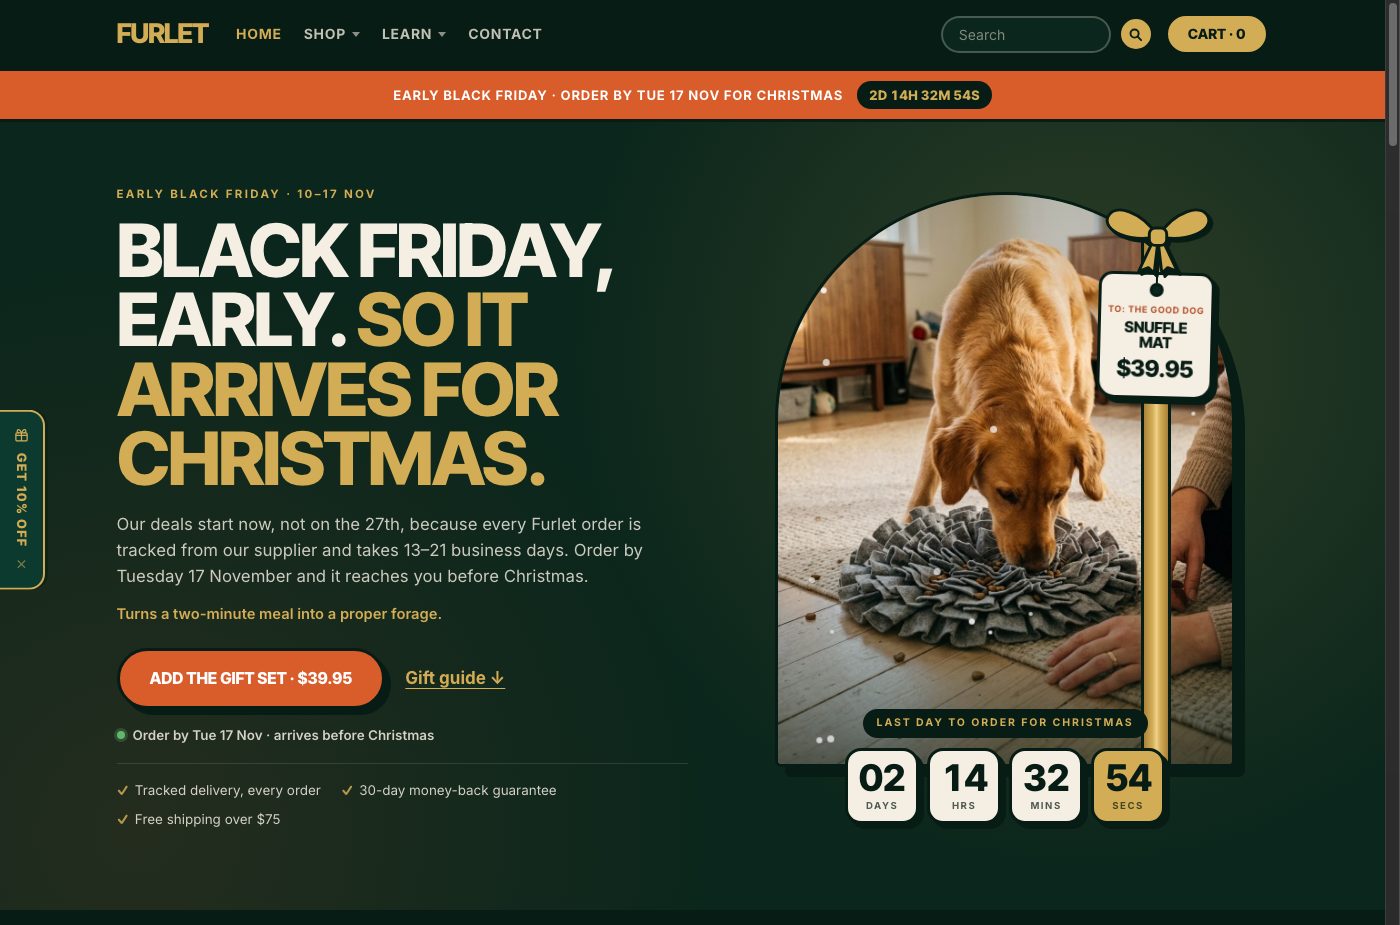 FURLET
HOME
SHOP
LEARN
CONTACT
Search
CART · 0
EARLY BLACK FRIDAY · ORDER BY TUE 17 NOV FOR CHRISTMAS
2D 14H 32M 54S
EARLY BLACK FRIDAY · 10–17 NOV
BLACK FRIDAY,
EARLY. SO IT
ARRIVES FOR
CHRISTMAS.
Our deals start now, not on the 27th, because every Furlet order is
tracked from our supplier and takes 13–21 business days. Order by
Tuesday 17 November and it reaches you before Christmas.
Turns a two-minute meal into a proper forage.
ADD THE GIFT SET · $39.95
Gift guide ↓
Order by Tue 17 Nov · arrives before Christmas
Tracked delivery, every order
30-day money-back guarantee
Free shipping over $75
GET 10% OFF
TO: THE GOOD DOG
SNUFFLE
MAT
$39.95
LAST DAY TO ORDER FOR CHRISTMAS
02
DAYS
14
HRS
32
MINS
54
SECS